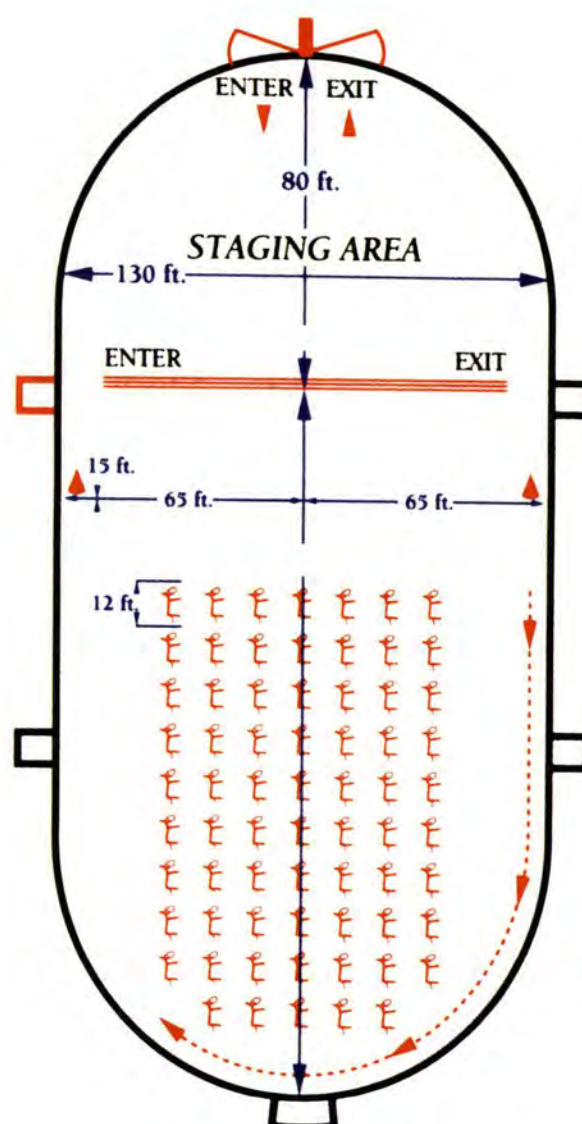 ENTER EXIT
80 ft.
STAGING AREA
130 ft.
ENTER EXIT
15 ft.
65 ft. 65 ft.
12 ft.